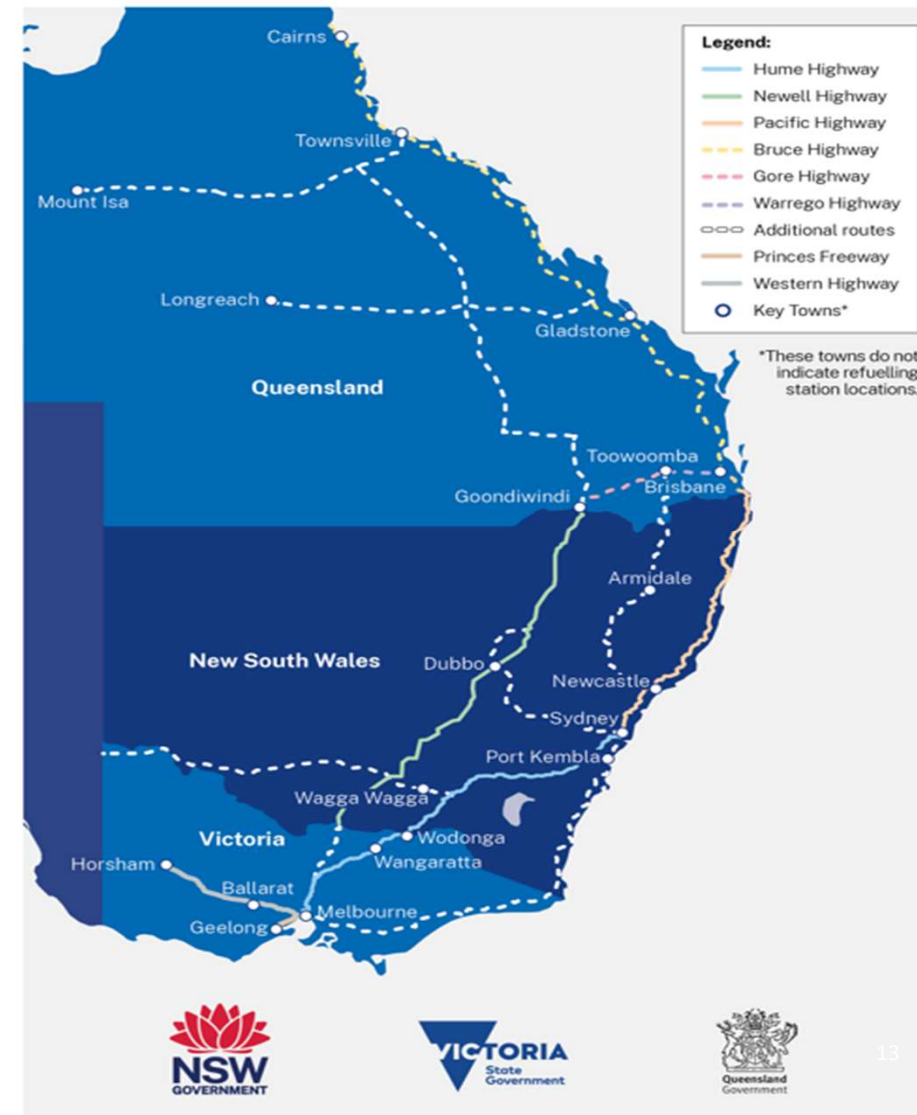 Cairns
Townsville
Mount Isa
Longreach
Gladstone
Queensland
Toowoomba
Brisbane
Goondiwindi
Armidale
New South Wales
Dubbo
Newcastle
Sydney
Port Kembla
Wagga Wagga
Victoria
Wodonga
Wangaratta
Horsham
Ballarat
Melbourne
Geelong
Legend:
Hume Highway
Newell Highway
Pacific Highway
Bruce Highway
Gore Highway
Warrego Highway
Additional routes
Princes Freeway
Western Highway
Key Towns*
*These towns do not
indicate refuelling
station locations.
NSW
GOVERNMENT
VICTORIA
State
Government
Queensland
Government
13